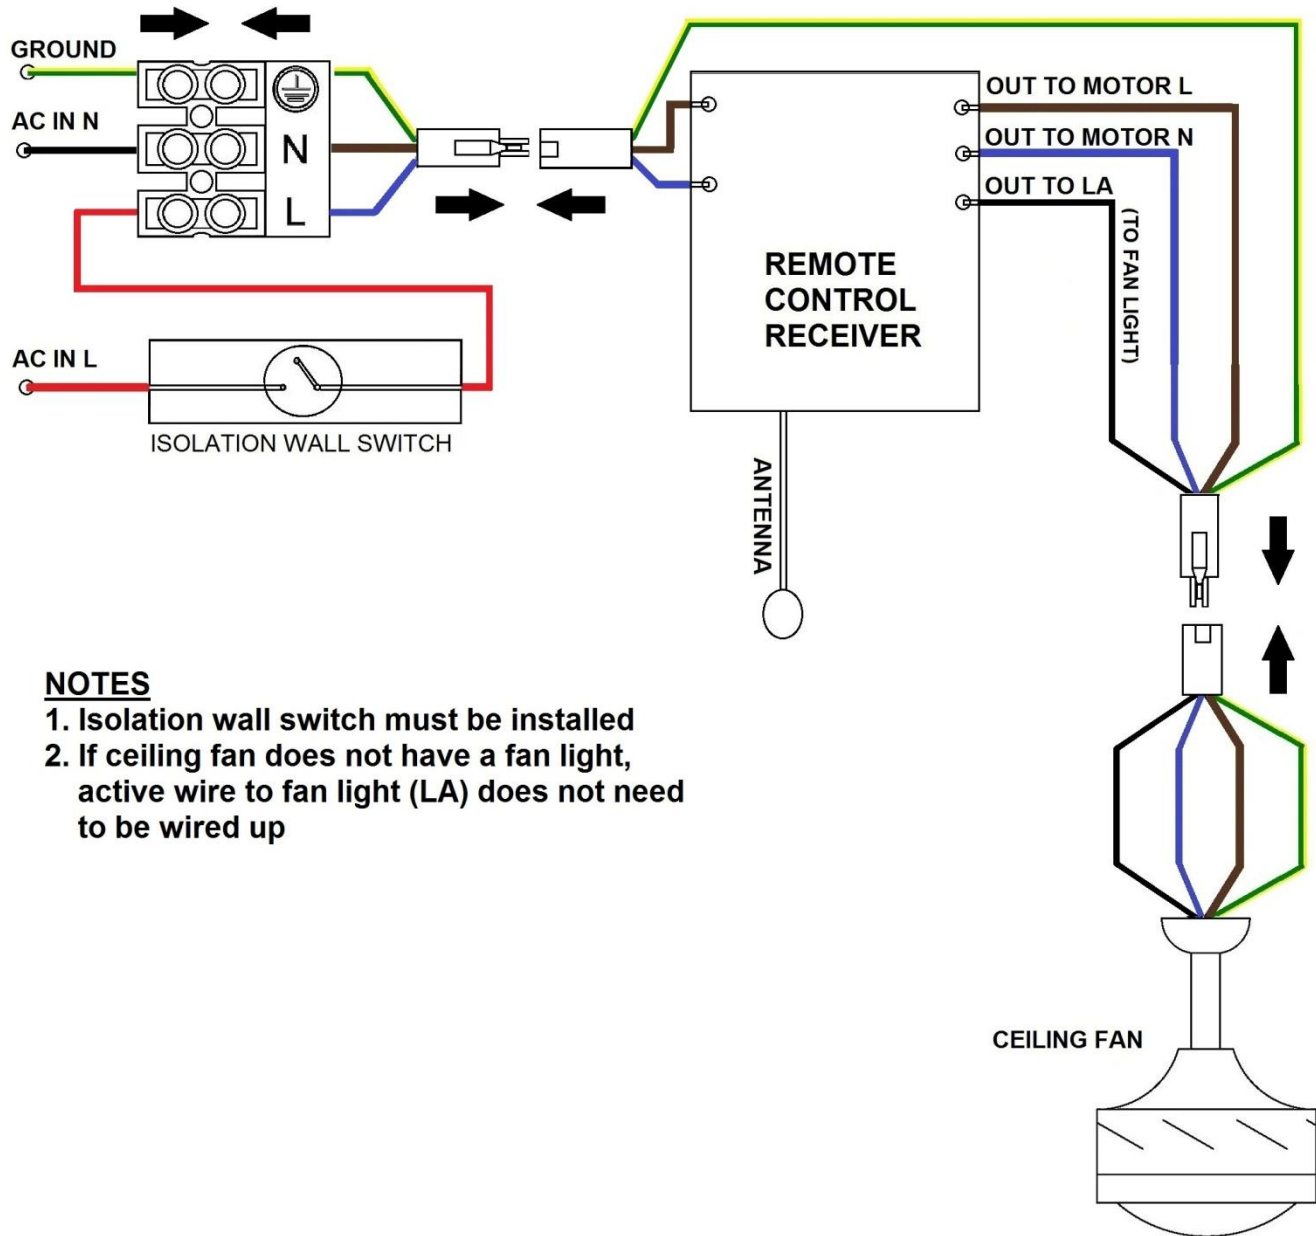 GROUND
AC IN N
N
L
AC IN L
ISOLATION WALL SWITCH
REMOTE
CONTROL
RECEIVER
ANTENNA
OUT TO MOTOR L
OUT TO MOTOR N
OUT TO LA
(TO FAN LIGHT)
NOTES
1. Isolation wall switch must be installed
2. If ceiling fan does not have a fan light,
active wire to fan light (LA) does not need
to be wired up
CEILING FAN